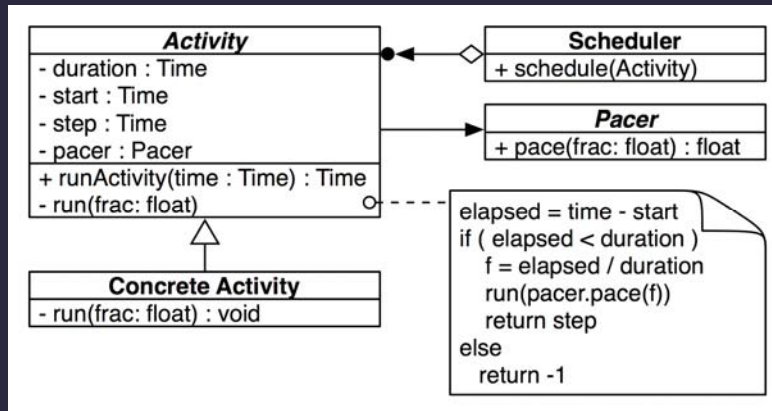 Activity
- duration : Time
- start : Time
- step : Time
- pacer : Pacer
+ runActivity(time : Time) : Time
- run(frac: float)
Concrete Activity
- run(frac: float) : void
Scheduler
+ schedule(Activity)
Pacer
+ pace(frac: float) : float
elapsed = time - start
if ( elapsed < duration )
f = elapsed / duration
run(pacer.pace(f))
return step
else
return -1